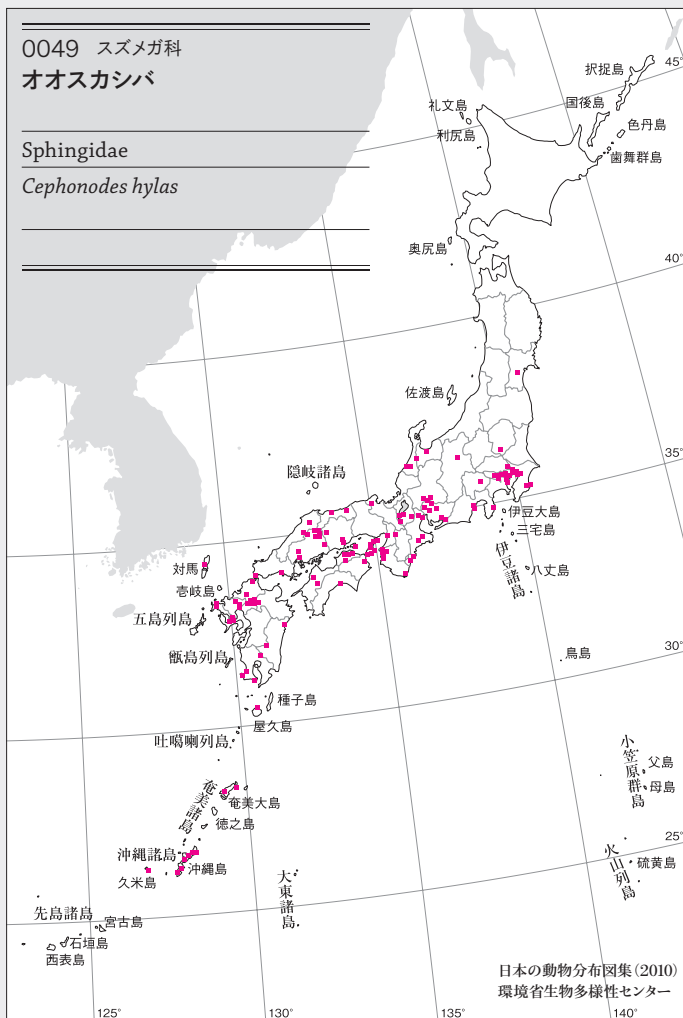 0049 スズメガ科
オオスカシバ
Sphingidae
Cephonodes hylas
45°
択捉島
国後島
礼文島
色丹島
利尻島
歯舞群島
奥尻島
40°
佐渡島
35°
隠岐諸島
伊豆大島
三宅島
伊豆諸島
八丈島
対馬
壱岐島
五島列島
甑島列島
鳥島
30°
種子島
屋久島
吐噶喇列島
小笠原群島
父島
母島
奄美諸島
奄美大島
徳之島
25°
火山列島
硫黄島
沖縄諸島
沖縄島
久米島
大東諸島
先島諸島
宮古島
石垣島
西表島
日本の動物分布図集(2010)
環境省生物多様性センター
125°
130°
135°
140°